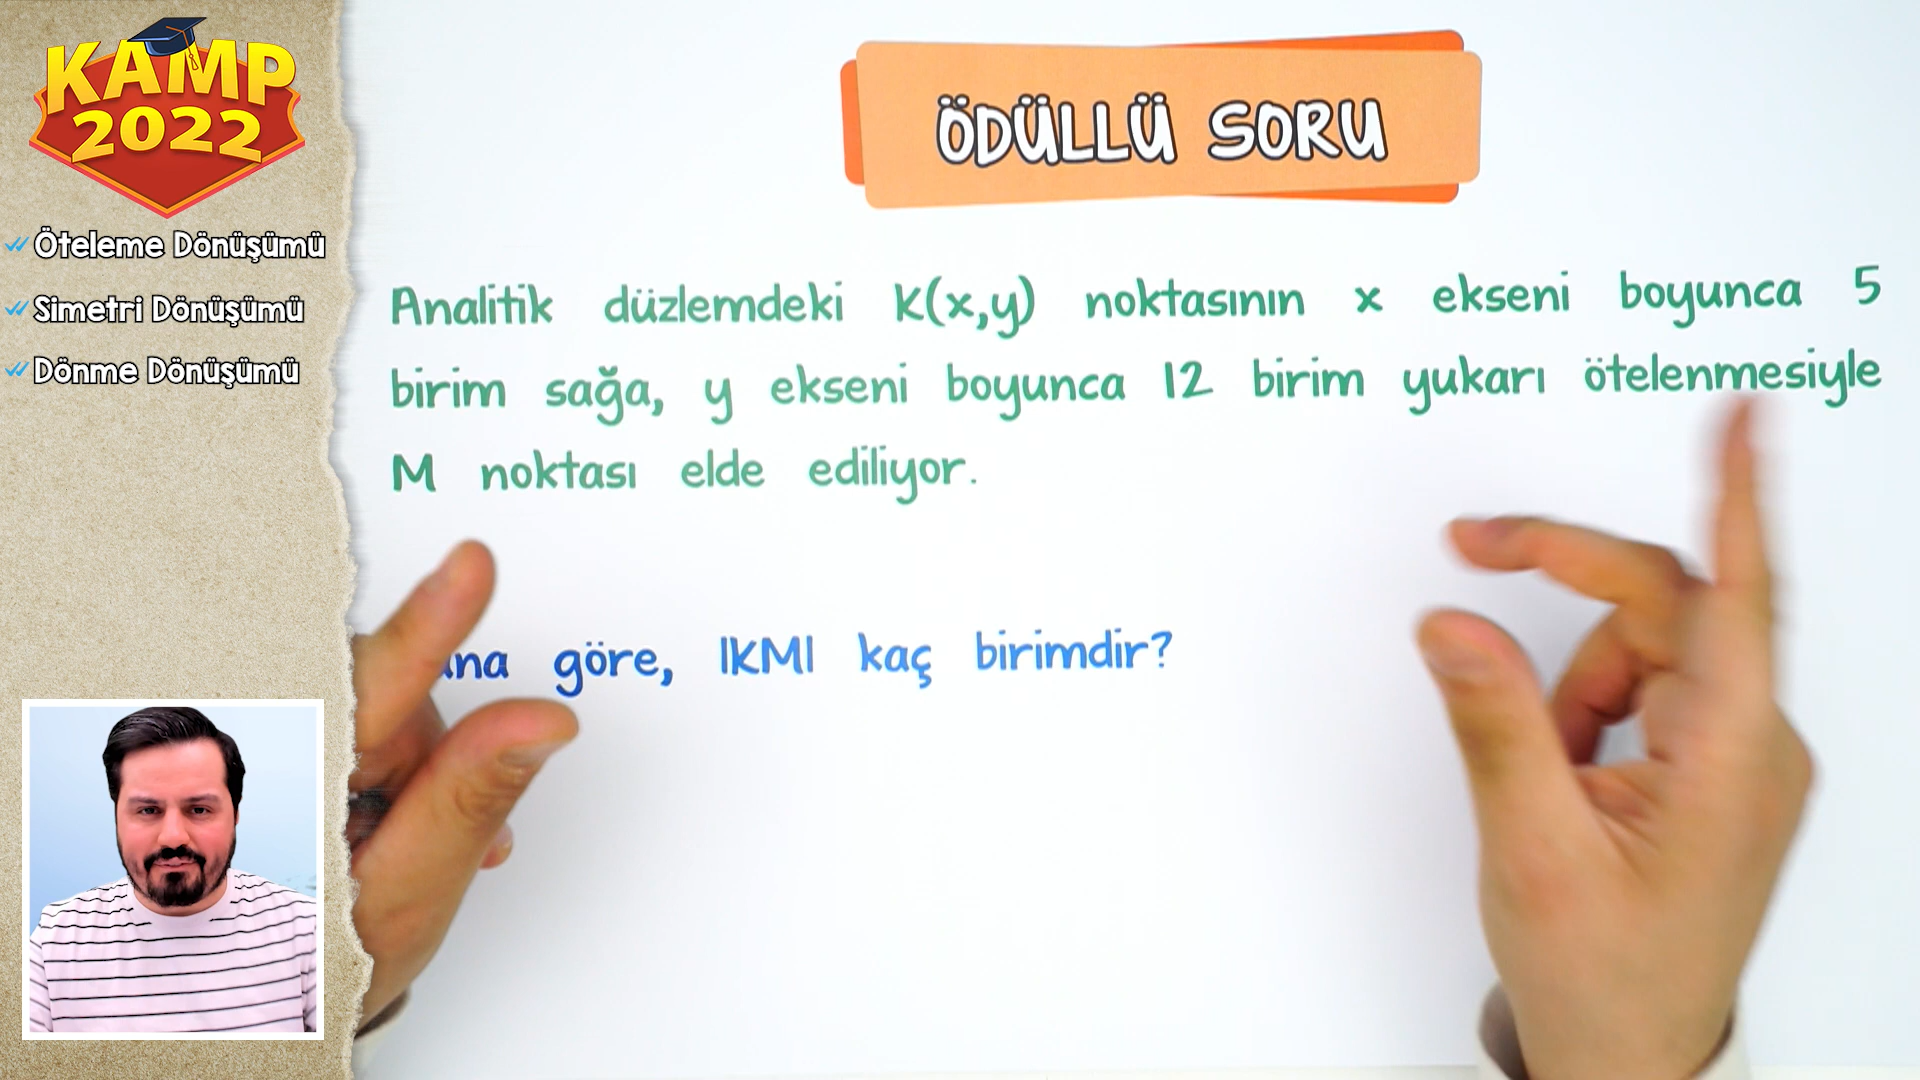 KAMP
2022
Öteleme Dönüşümü
Simetri Dönüşümü
Dönme Dönüşümü
ÖDÜLLÜ SORU
Analitik düzlemdeki K(x,y) noktasının x ekseni boyunca 5
birim sağa, y ekseni boyunca 12 birim yukarı ötelenmesiyle
M noktası elde ediliyor.
göre, |KM| kaç birimdir?